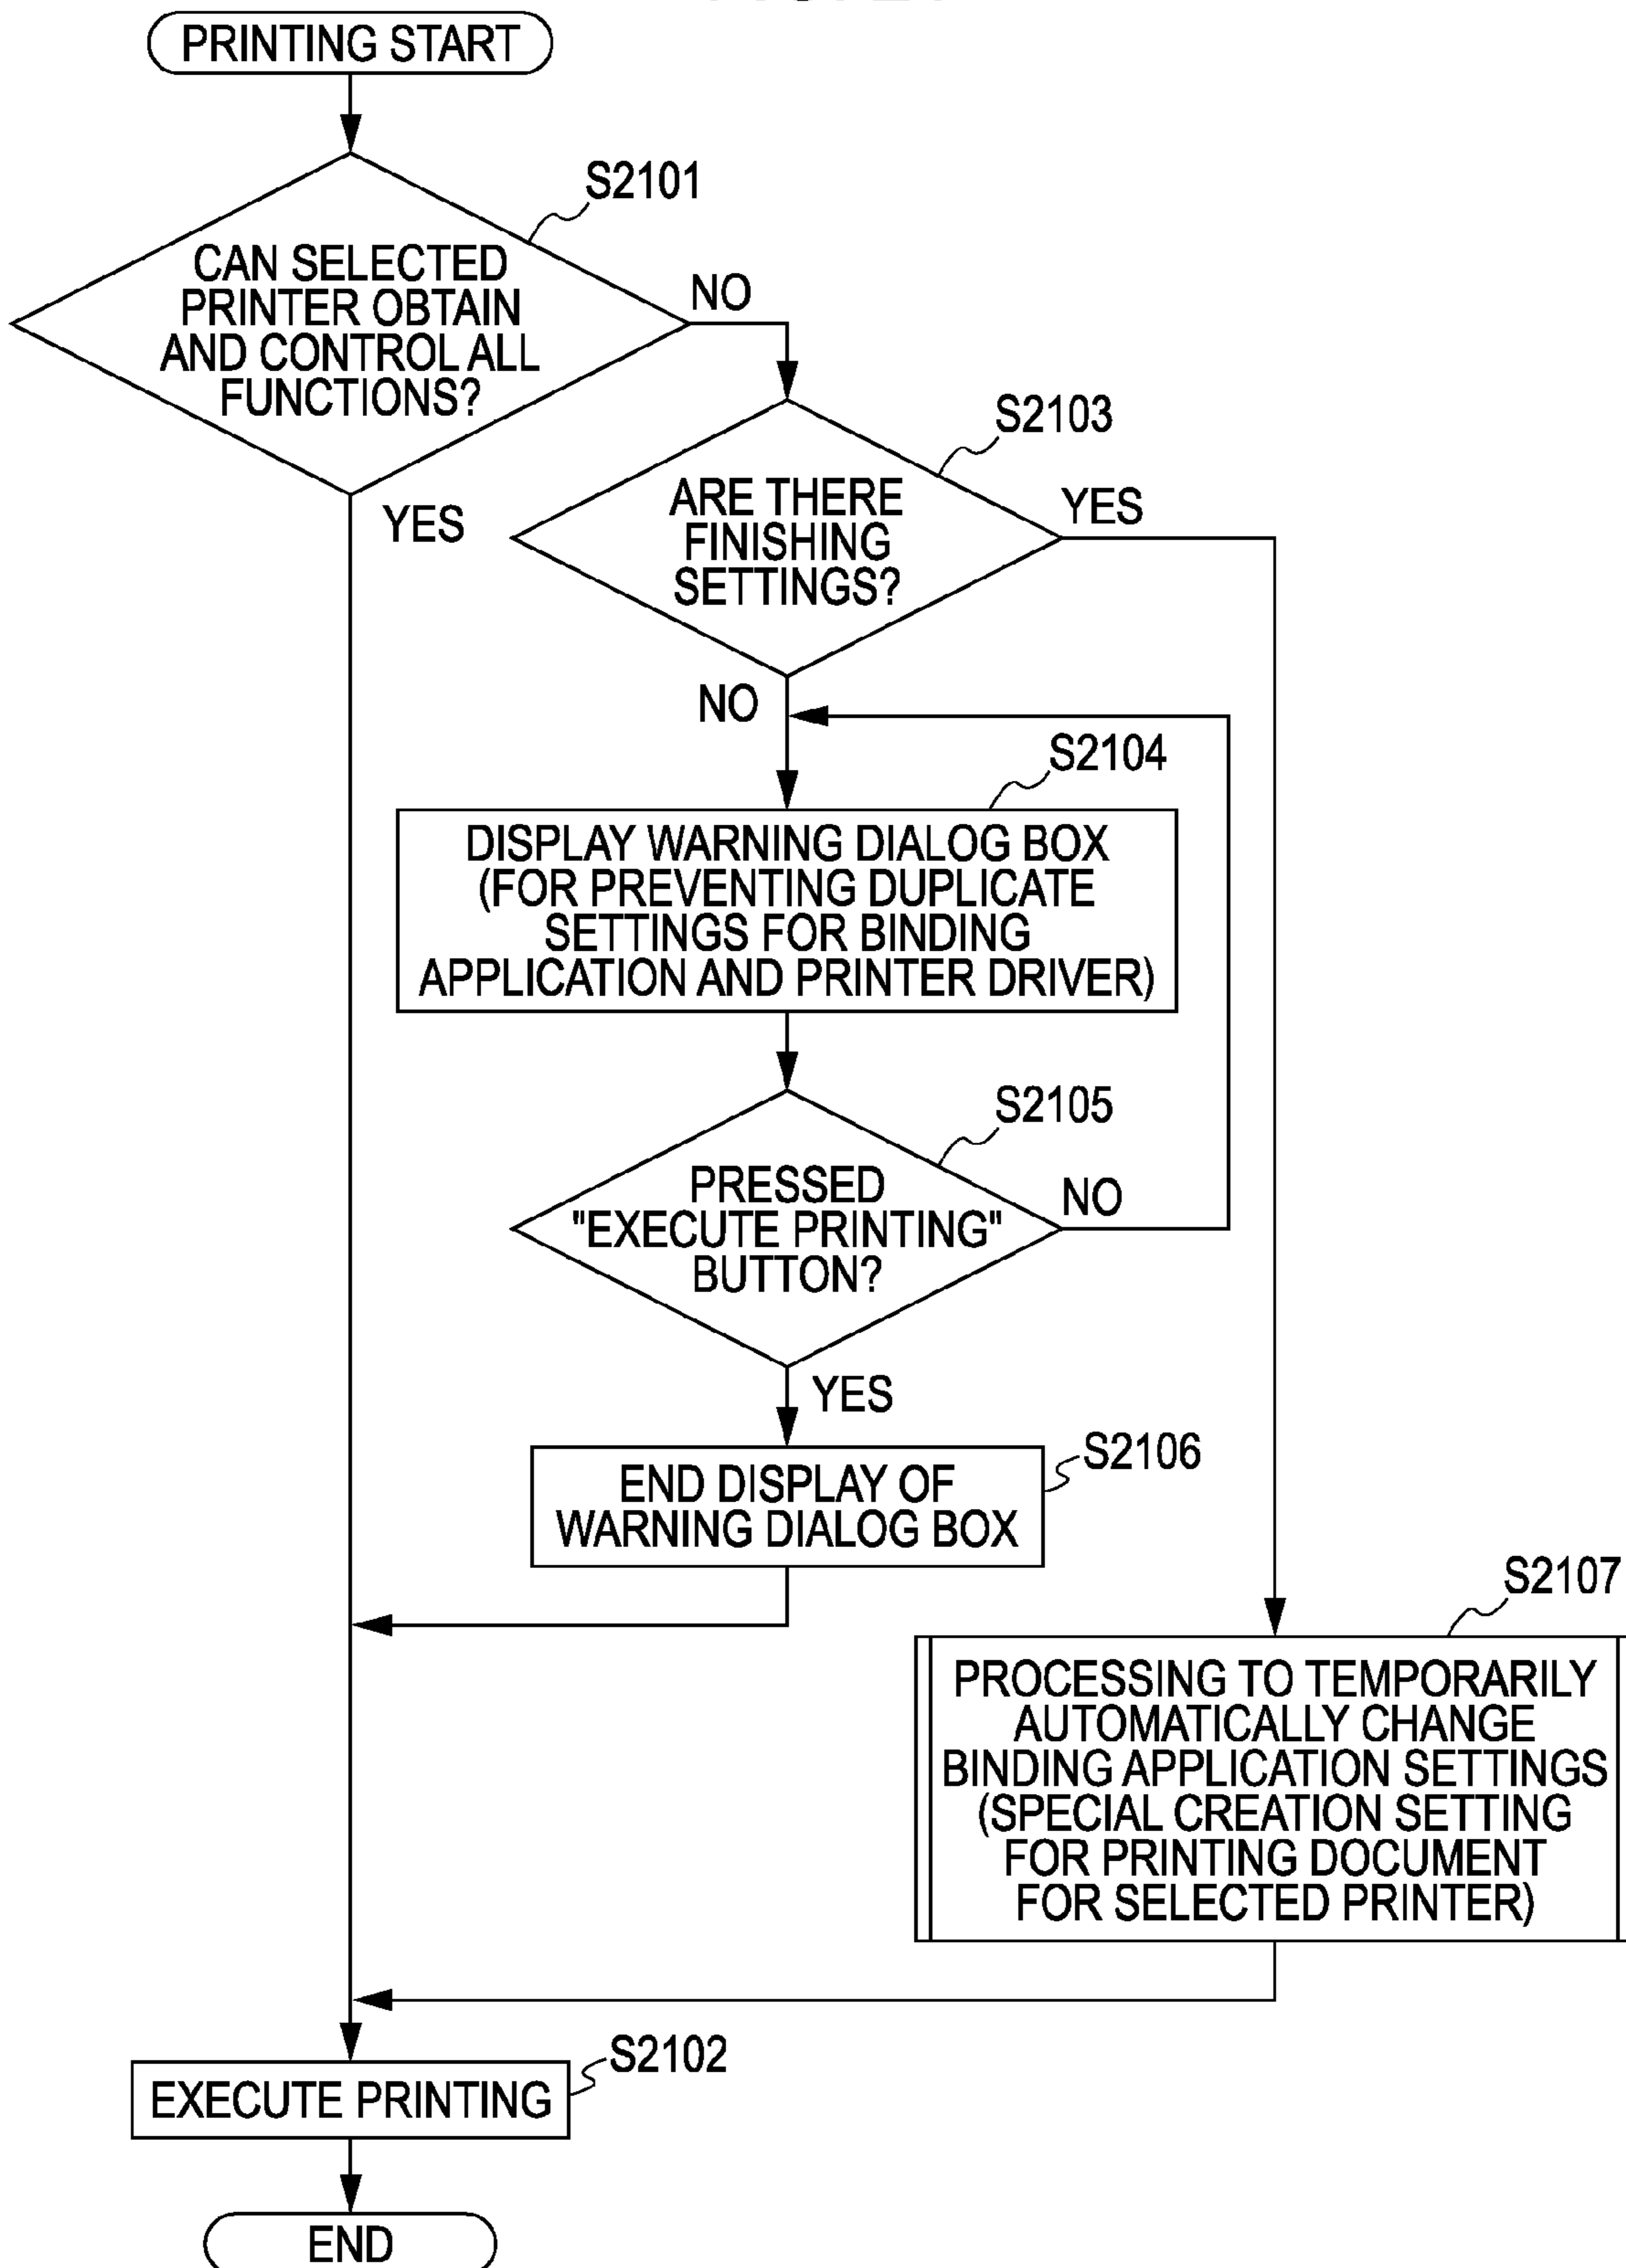 PRINTING START
S2101
CAN SELECTED
PRINTER OBTAIN
AND CONTROL ALL
FUNCTIONS?
NO
YES
S2103
ARE THERE
FINISHING
SETTINGS?
YES
NO
S2104
DISPLAY WARNING DIALOG BOX
(FOR PREVENTING DUPLICATE
SETTINGS FOR BINDING
APPLICATION AND PRINTER DRIVER)
S2105
PRESSED
"EXECUTE PRINTING"
BUTTON?
NO
YES
S2106
END DISPLAY OF
WARNING DIALOG BOX
S2107
PROCESSING TO TEMPORARILY
AUTOMATICALLY CHANGE
BINDING APPLICATION SETTINGS
(SPECIAL CREATION SETTING
FOR PRINTING DOCUMENT
FOR SELECTED PRINTER)
S2102
EXECUTE PRINTING
END